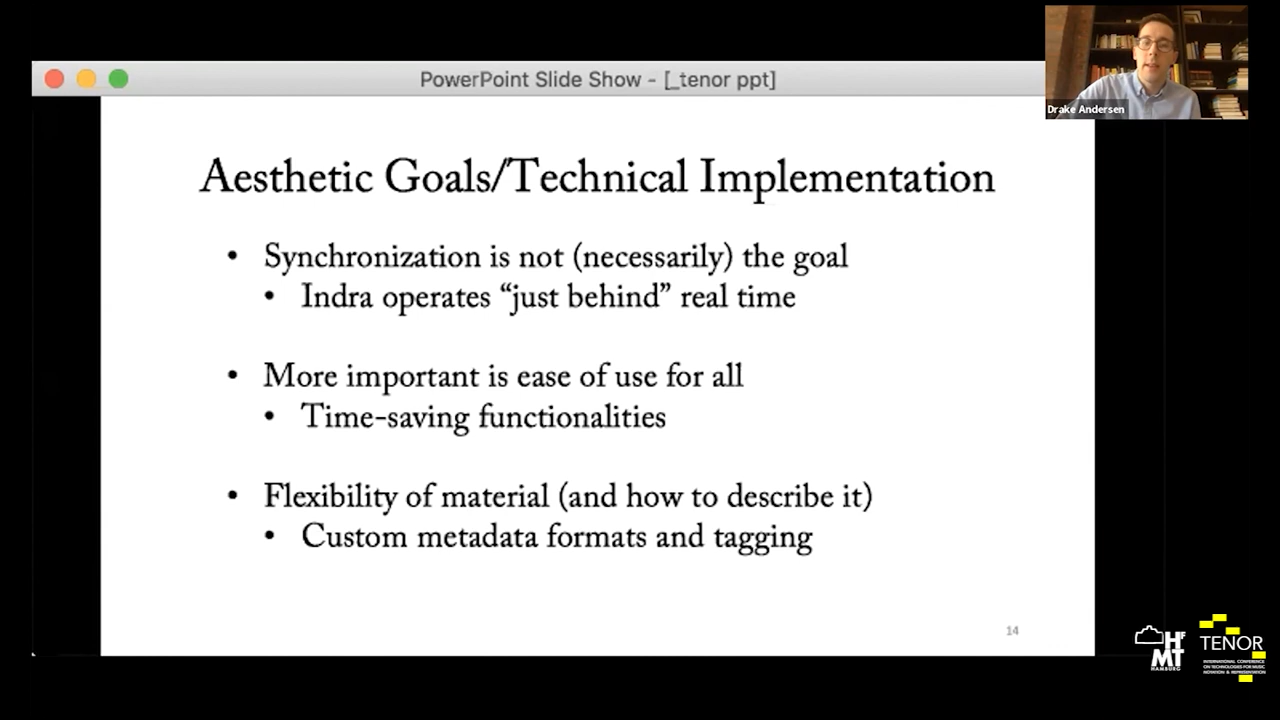 PowerPoint Slide Show - [_tenor ppt]
Drake Andersen
Aesthetic Goals/Technical Implementation
• Synchronization is not (necessarily) the goal
• Indra operates “just behind” real time
• More important is ease of use for all
• Time-saving functionalities
• Flexibility of material (and how to describe it)
• Custom metadata formats and tagging
14
HfMT
HAMBURG
TENOR
INTERNATIONAL CONFERENCE
ON TECHNOLOGIES FOR MUSIC
NOTATION & REPRESENTATION